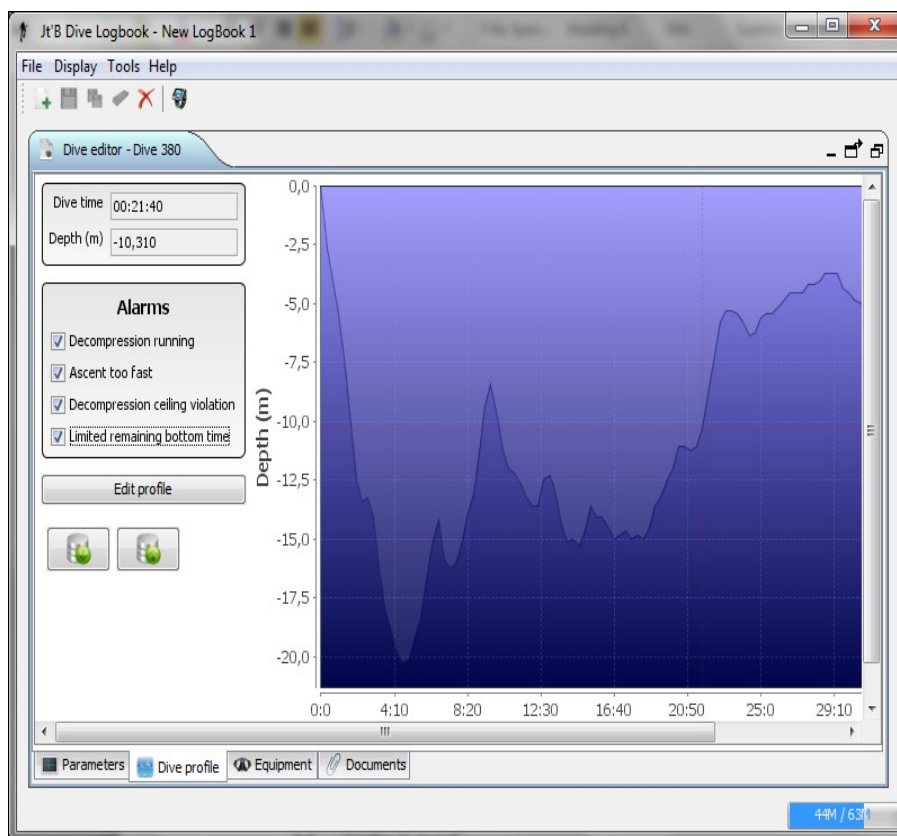 Jt'B Dive Logbook - New LogBook 1
File Display Tools Help
Dive editor - Dive 380
Dive time 00:21:40
Depth (m) -10,310
Alarms
Decompression running
Ascent too fast
Decompression ceiling violation
Limited remaining bottom time
Edit profile
Depth (m)
0,0
-2,5
-5,0
-7,5
-10,0
-12,5
-15,0
-17,5
-20,0
0:0 4:10 8:20 12:30 16:40 20:50 25:0 29:10
Parameters Dive profile Equipment Documents
44M / 63M